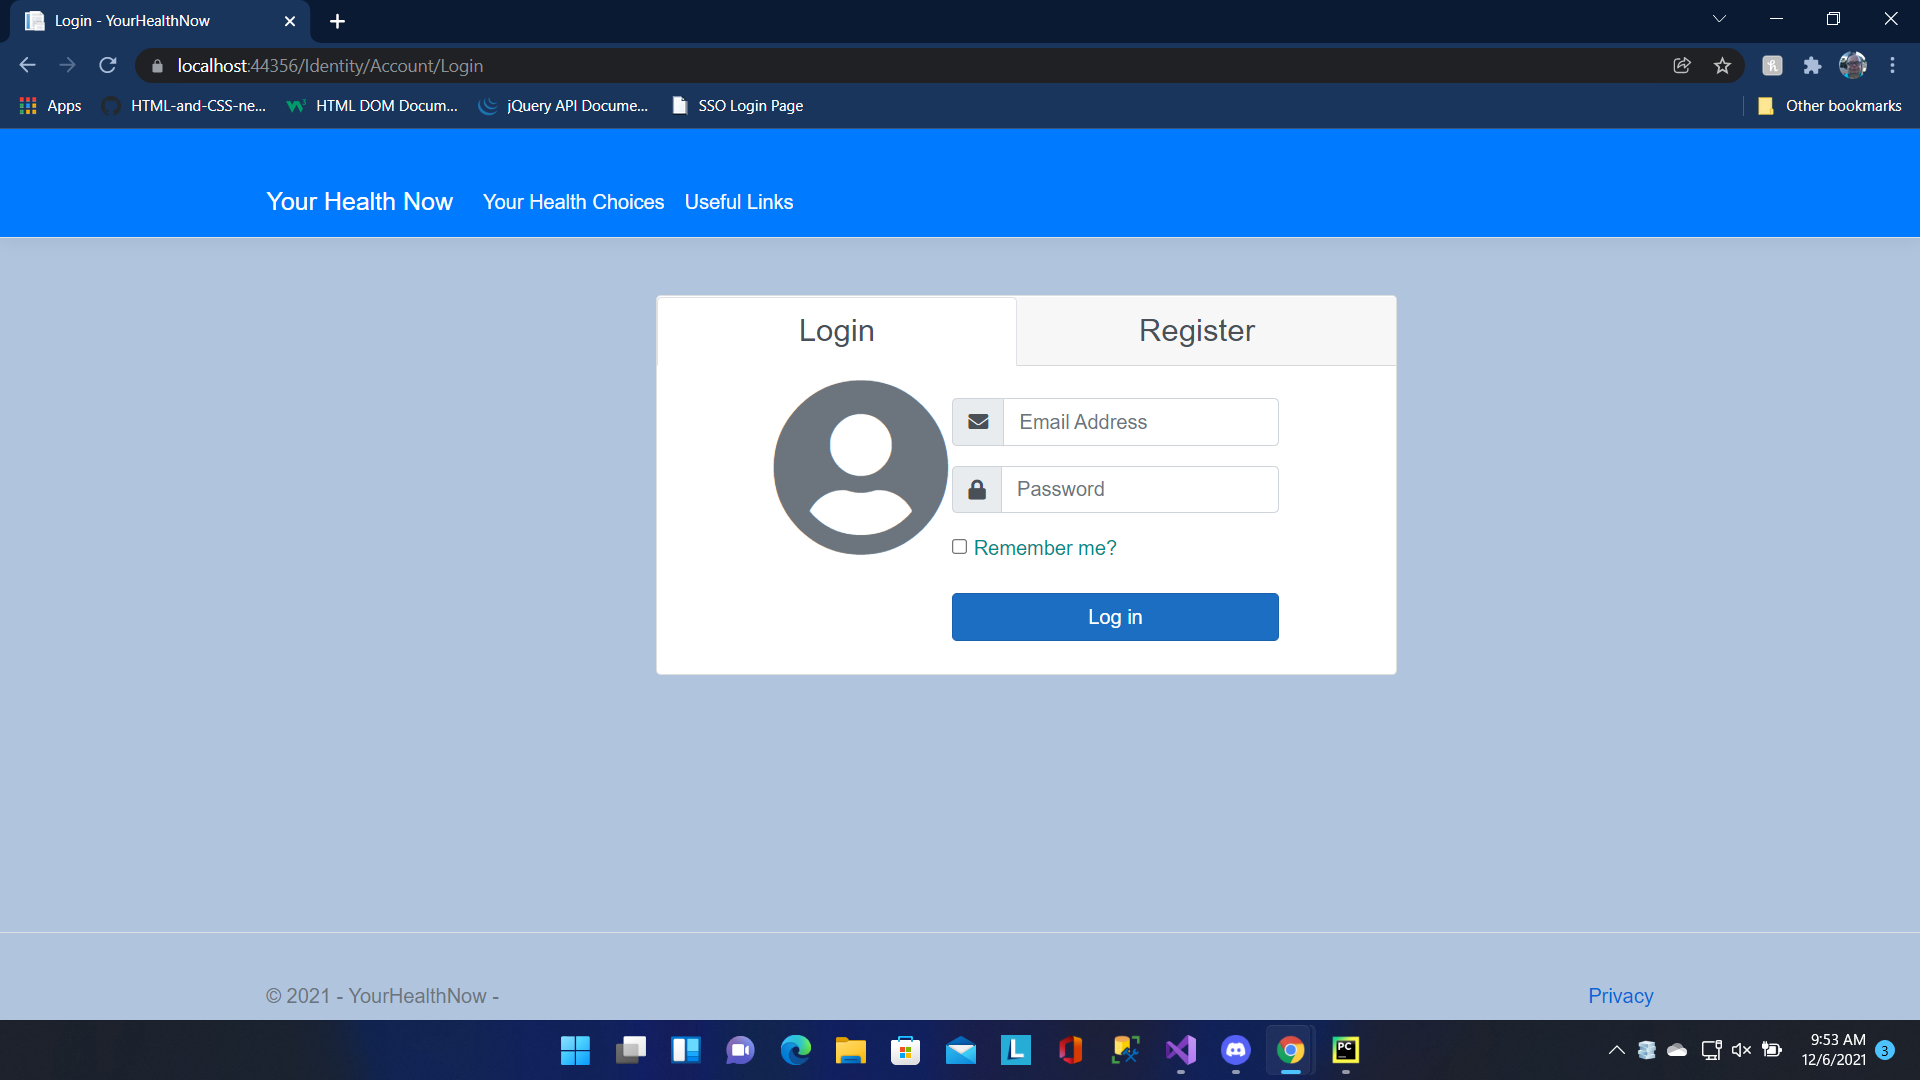 Login - YourHealthNow
localhost:44356/Identity/Account/Login
Apps
HTML-and-CSS-ne...
HTML DOM Docum...
jQuery API Docume...
SSO Login Page
Other bookmarks
Your Health Now
Your Health Choices
Useful Links
Login
Register
Email Address
Password
Remember me?
Log in
© 2021 - YourHealthNow -
Privacy
L
PC
9:53 AM
12/6/2021
3